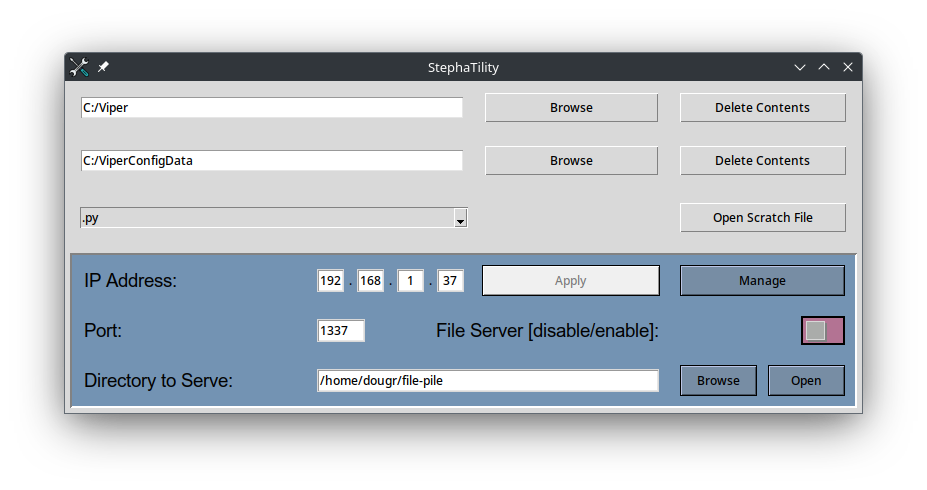 StephaTility
C:/Viper Browse Delete Contents
C:/ViperConfigData Browse Delete Contents
.py Open Scratch File
IP Address: 192 . 168 . 1 . 37 Apply Manage
Port: 1337 File Server [disable/enable]:
Directory to Serve: /home/dougr/file-pile Browse Open